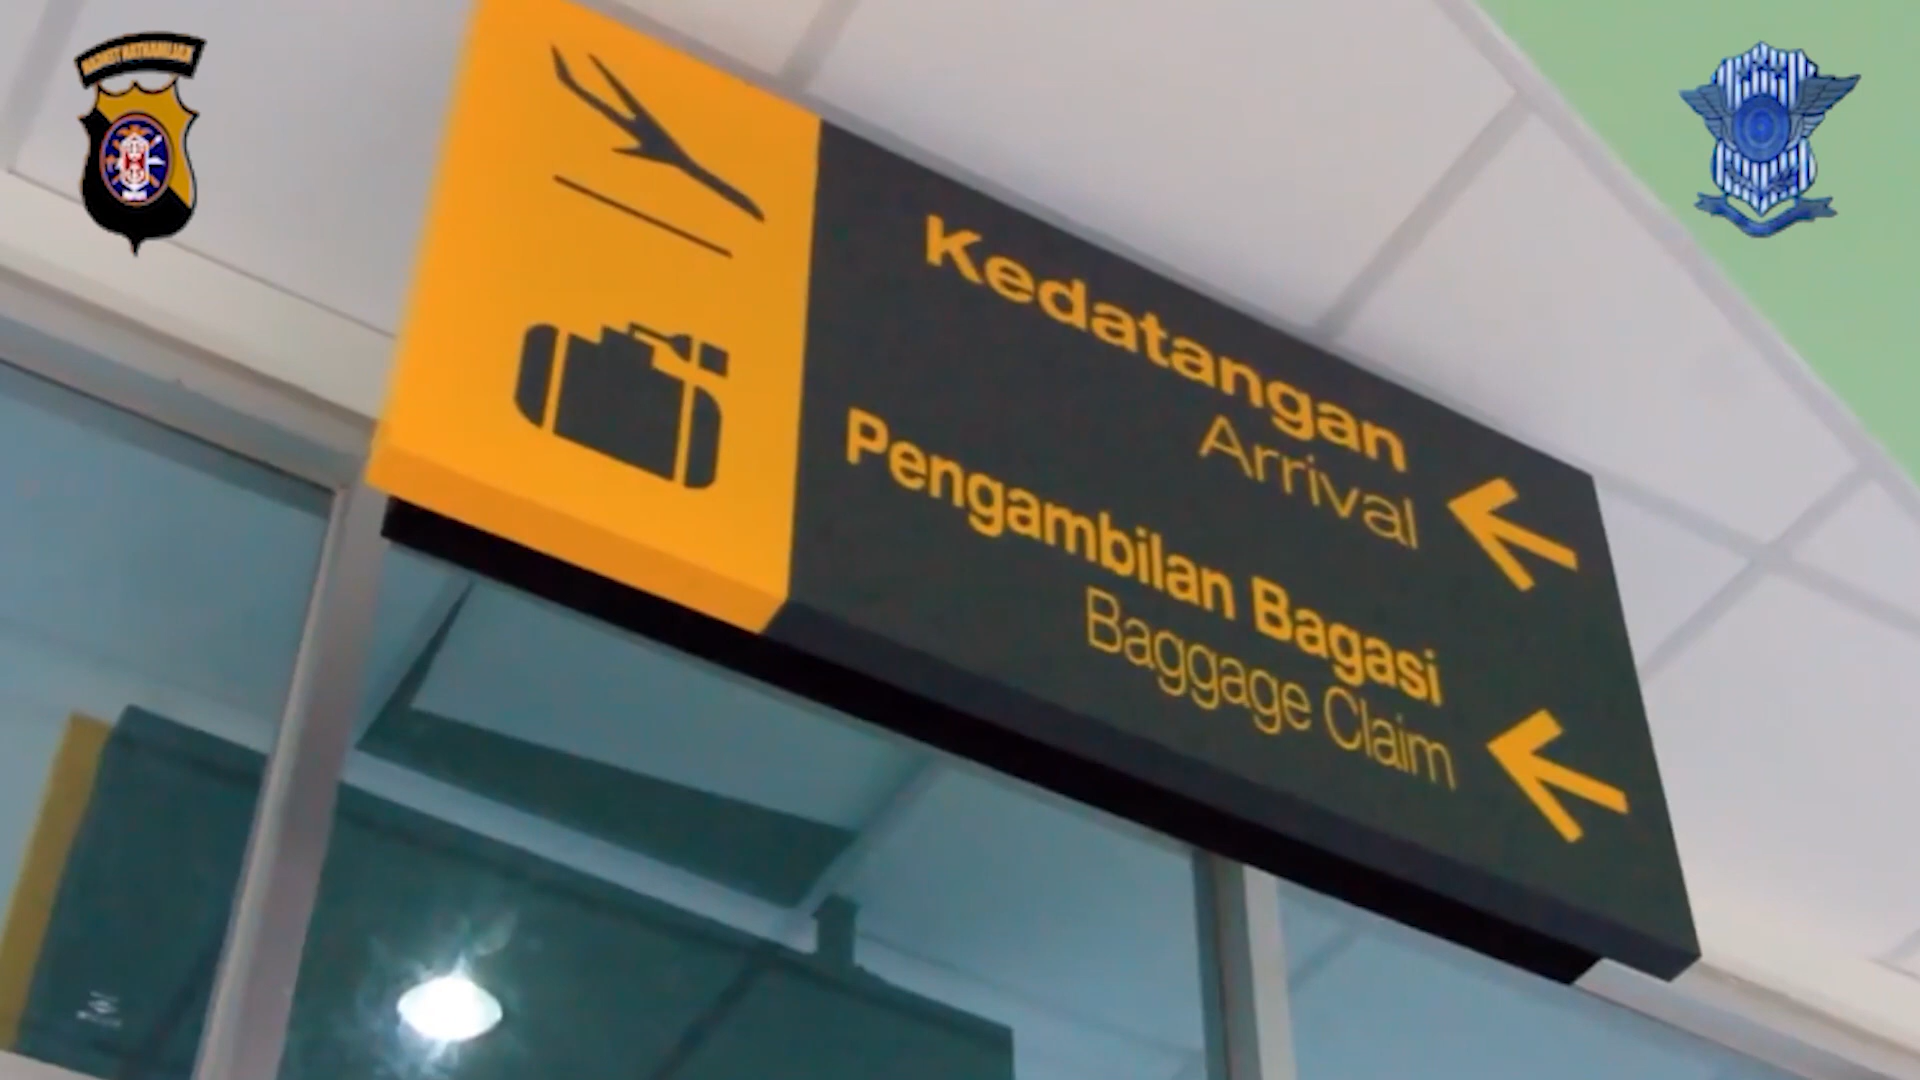 Kedatangan
Arrival
Pengambilan Bagasi
Baggage Claim